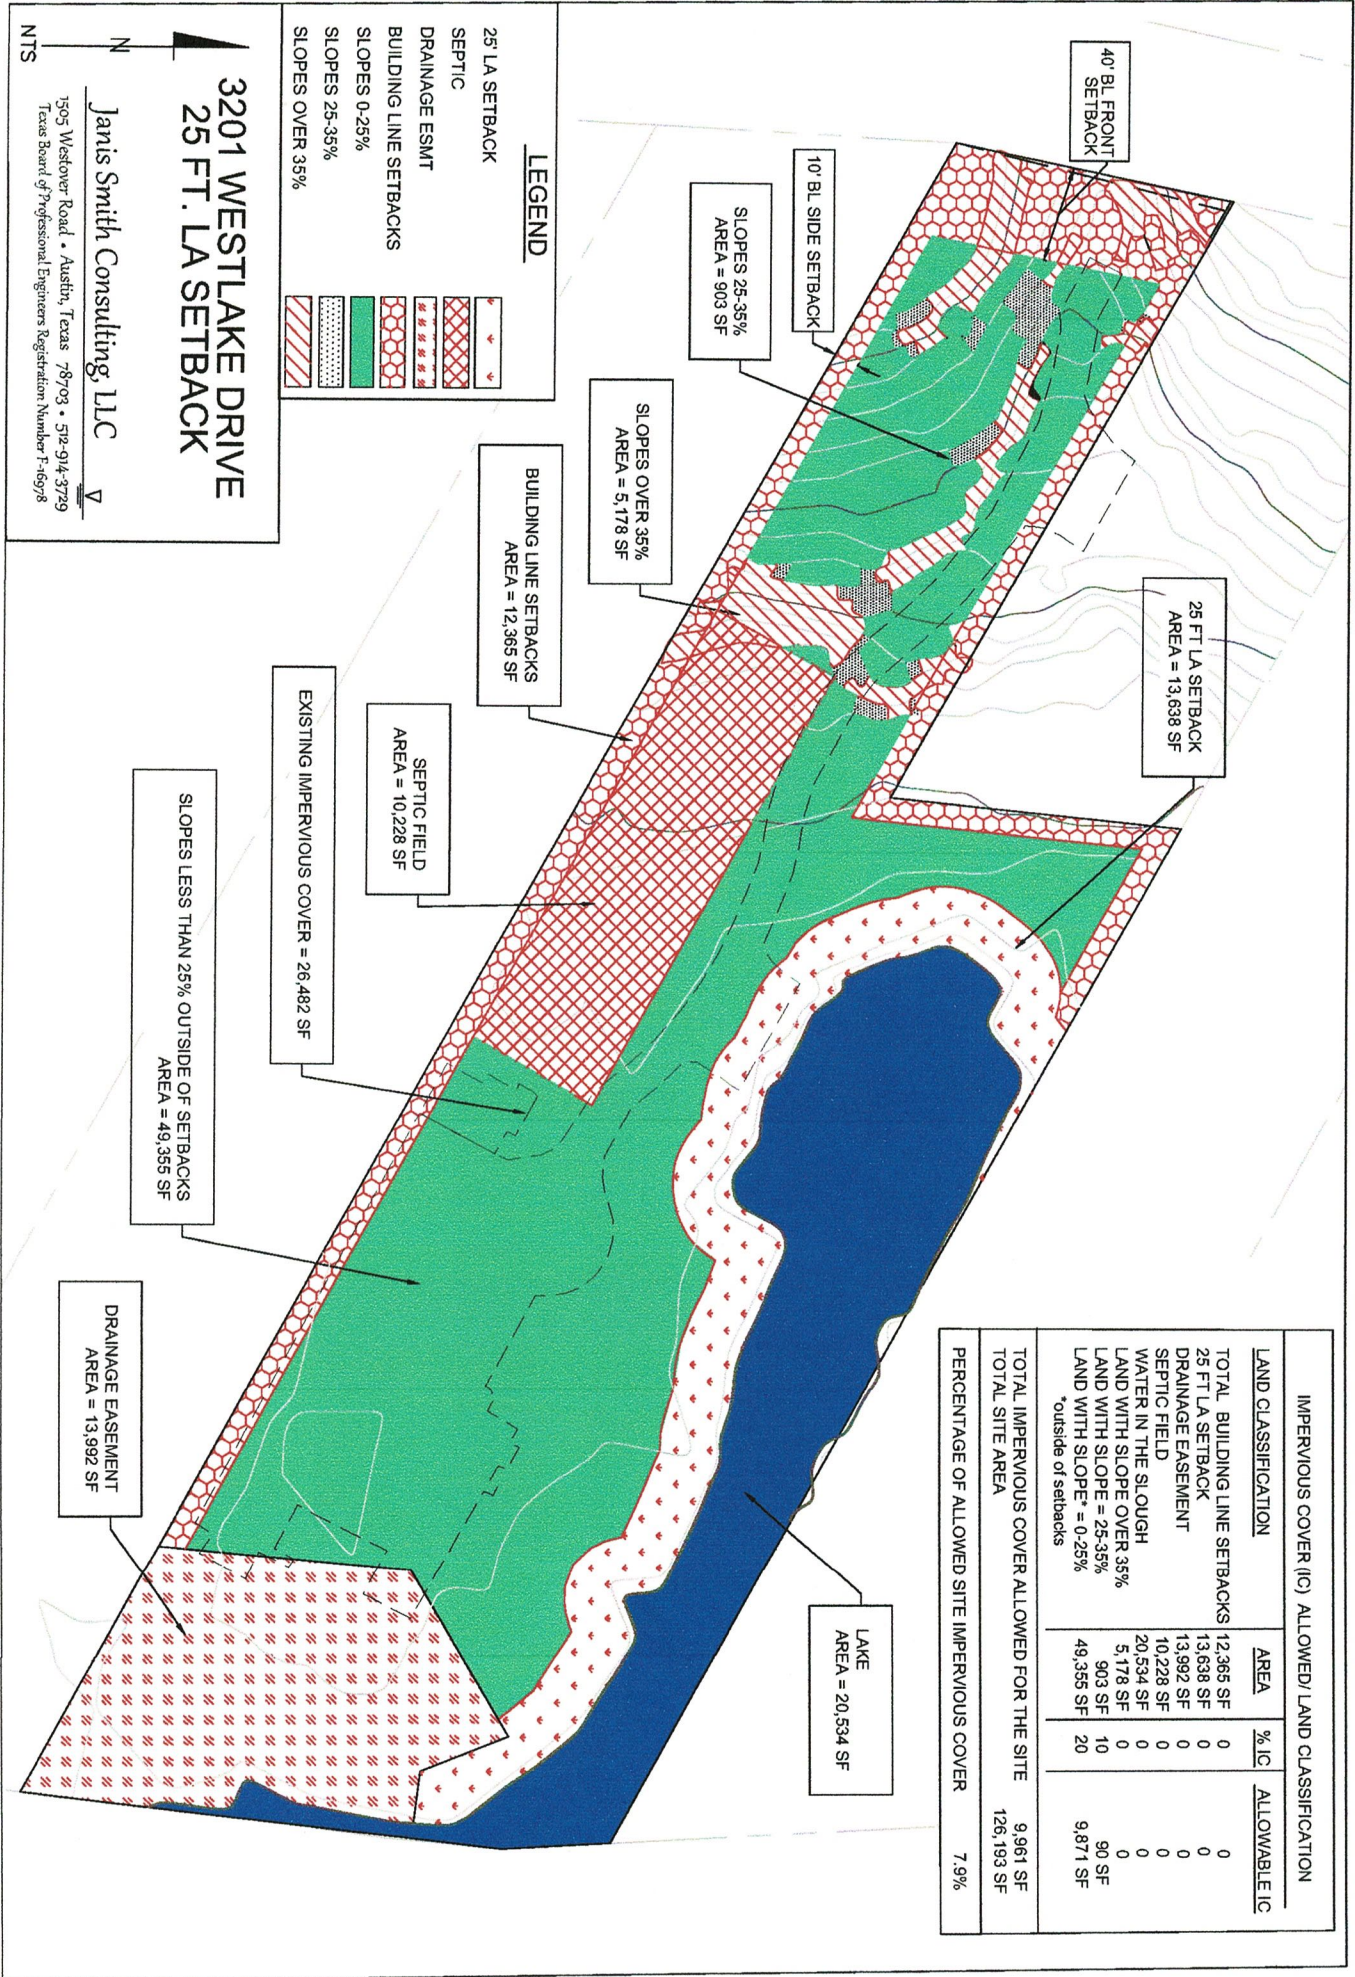 IMPERVIOUS COVER (IC) ALLOWED/ LAND CLASSIFICATION
LAND CLASSIFICATION AREA % IC ALLOWABLE IC
TOTAL BUILDING LINE SETBACKS 12,365 SF 0 0
25 FT LA SETBACK 13,638 SF 0 0
DRAINAGE EASEMENT 13,992 SF 0 0
SEPTIC FIELD 10,228 SF 0 0
WATER IN THE SLOUGH 20,534 SF 0 0
LAND WITH SLOPE OVER 35% 5,178 SF 0 0
LAND WITH SLOPE = 25-35% 903 SF 10 90 SF
LAND WITH SLOPE* = 0-25% 49,355 SF 20 9,871 SF
*outside of setbacks
TOTAL IMPERVIOUS COVER ALLOWED FOR THE SITE 9,961 SF
TOTAL SITE AREA 126,193 SF
PERCENTAGE OF ALLOWED SITE IMPERVIOUS COVER 7.9%
40' BL FRONT
SETBACK
10' BL SIDE SETBACK
SLOPES 25-35%
AREA = 903 SF
SLOPES OVER 35%
AREA = 5,178 SF
BUILDING LINE SETBACKS
AREA = 12,365 SF
25 FT LA SETBACK
AREA = 13,638 SF
SEPTIC FIELD
AREA = 10,228 SF
EXISTING IMPERVIOUS COVER = 26,482 SF
SLOPES LESS THAN 25% OUTSIDE OF SETBACKS
AREA = 49,355 SF
LAKE
AREA = 20,534 SF
DRAINAGE EASEMENT
AREA = 13,992 SF
LEGEND
25' LA SETBACK
SEPTIC
DRAINAGE ESMT
BUILDING LINE SETBACKS
SLOPES 0-25%
SLOPES 25-35%
SLOPES OVER 35%
3201 WESTLAKE DRIVE
25 FT. LA SETBACK
N
NTS
Janis Smith Consulting, LLC
1505 Westover Road • Austin, Texas 78703 • 512-914-3729
Texas Board of Professional Engineers Registration Number F-16978